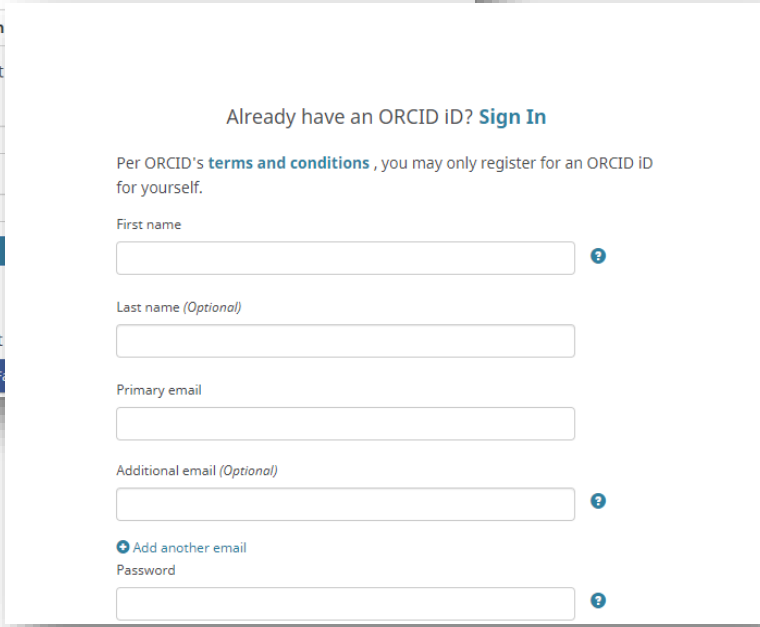 Already have an ORCID iD? Sign In
Per ORCID's terms and conditions , you may only register for an ORCID iD
for yourself.
First name
Last name (Optional)
Primary email
Additional email (Optional)
Add another email
Password